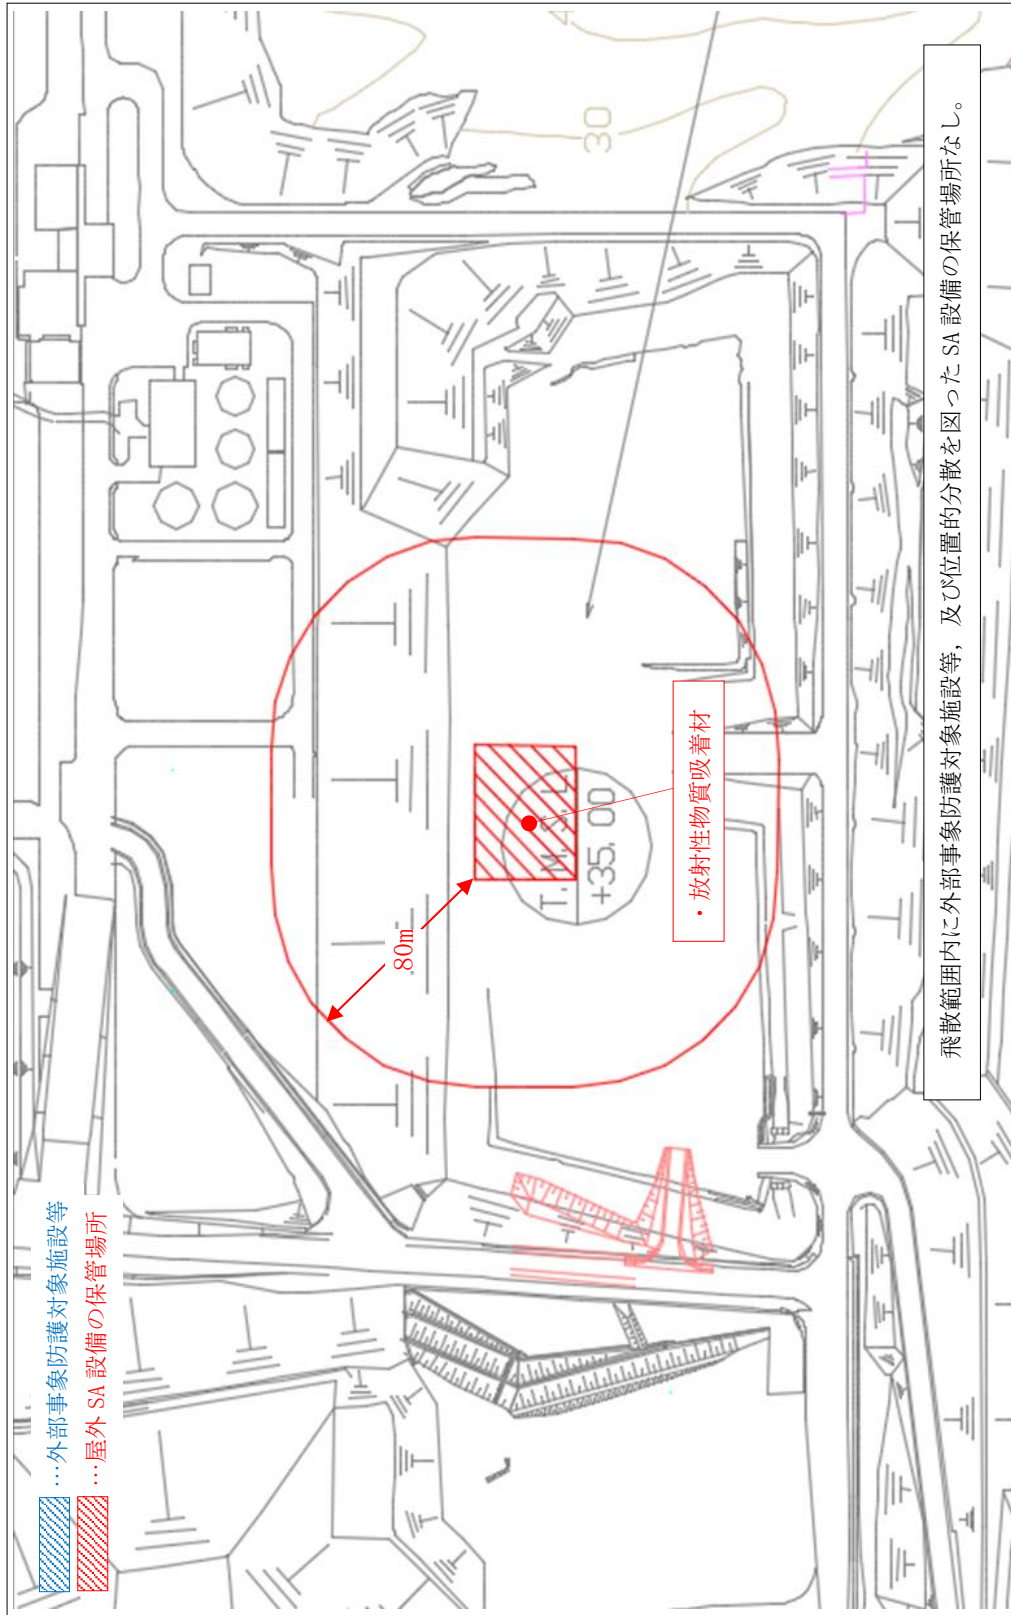 …外部事象防護対象施設等
…屋外 SA 設備の保管場所
80m
T. M. S. L
+35. 00
・放射性物質吸着材
30
飛散範囲内に外部事象防護対象施設等，及び位置的分散を図った SA 設備の保管場所なし。